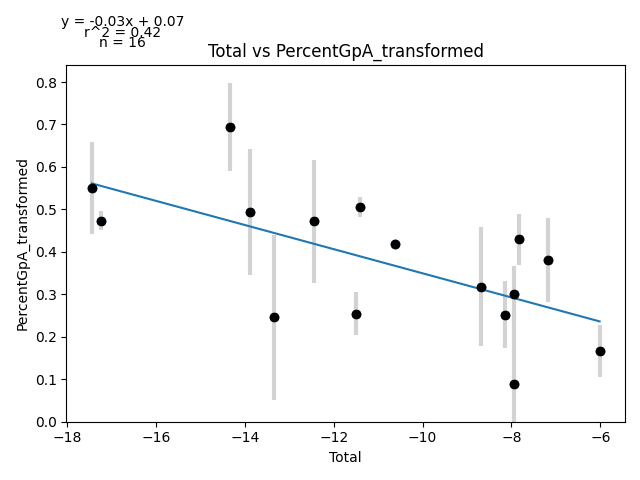 y = -0.03x + 0.07
r^2 = 0.42
n = 16
Total vs PercentGpA_transformed
PercentGpA_transformed
0.8
0.7
0.6
0.5
0.4
0.3
0.2
0.1
0.0
−18 −16 −14 −12 −10 −8 −6
Total